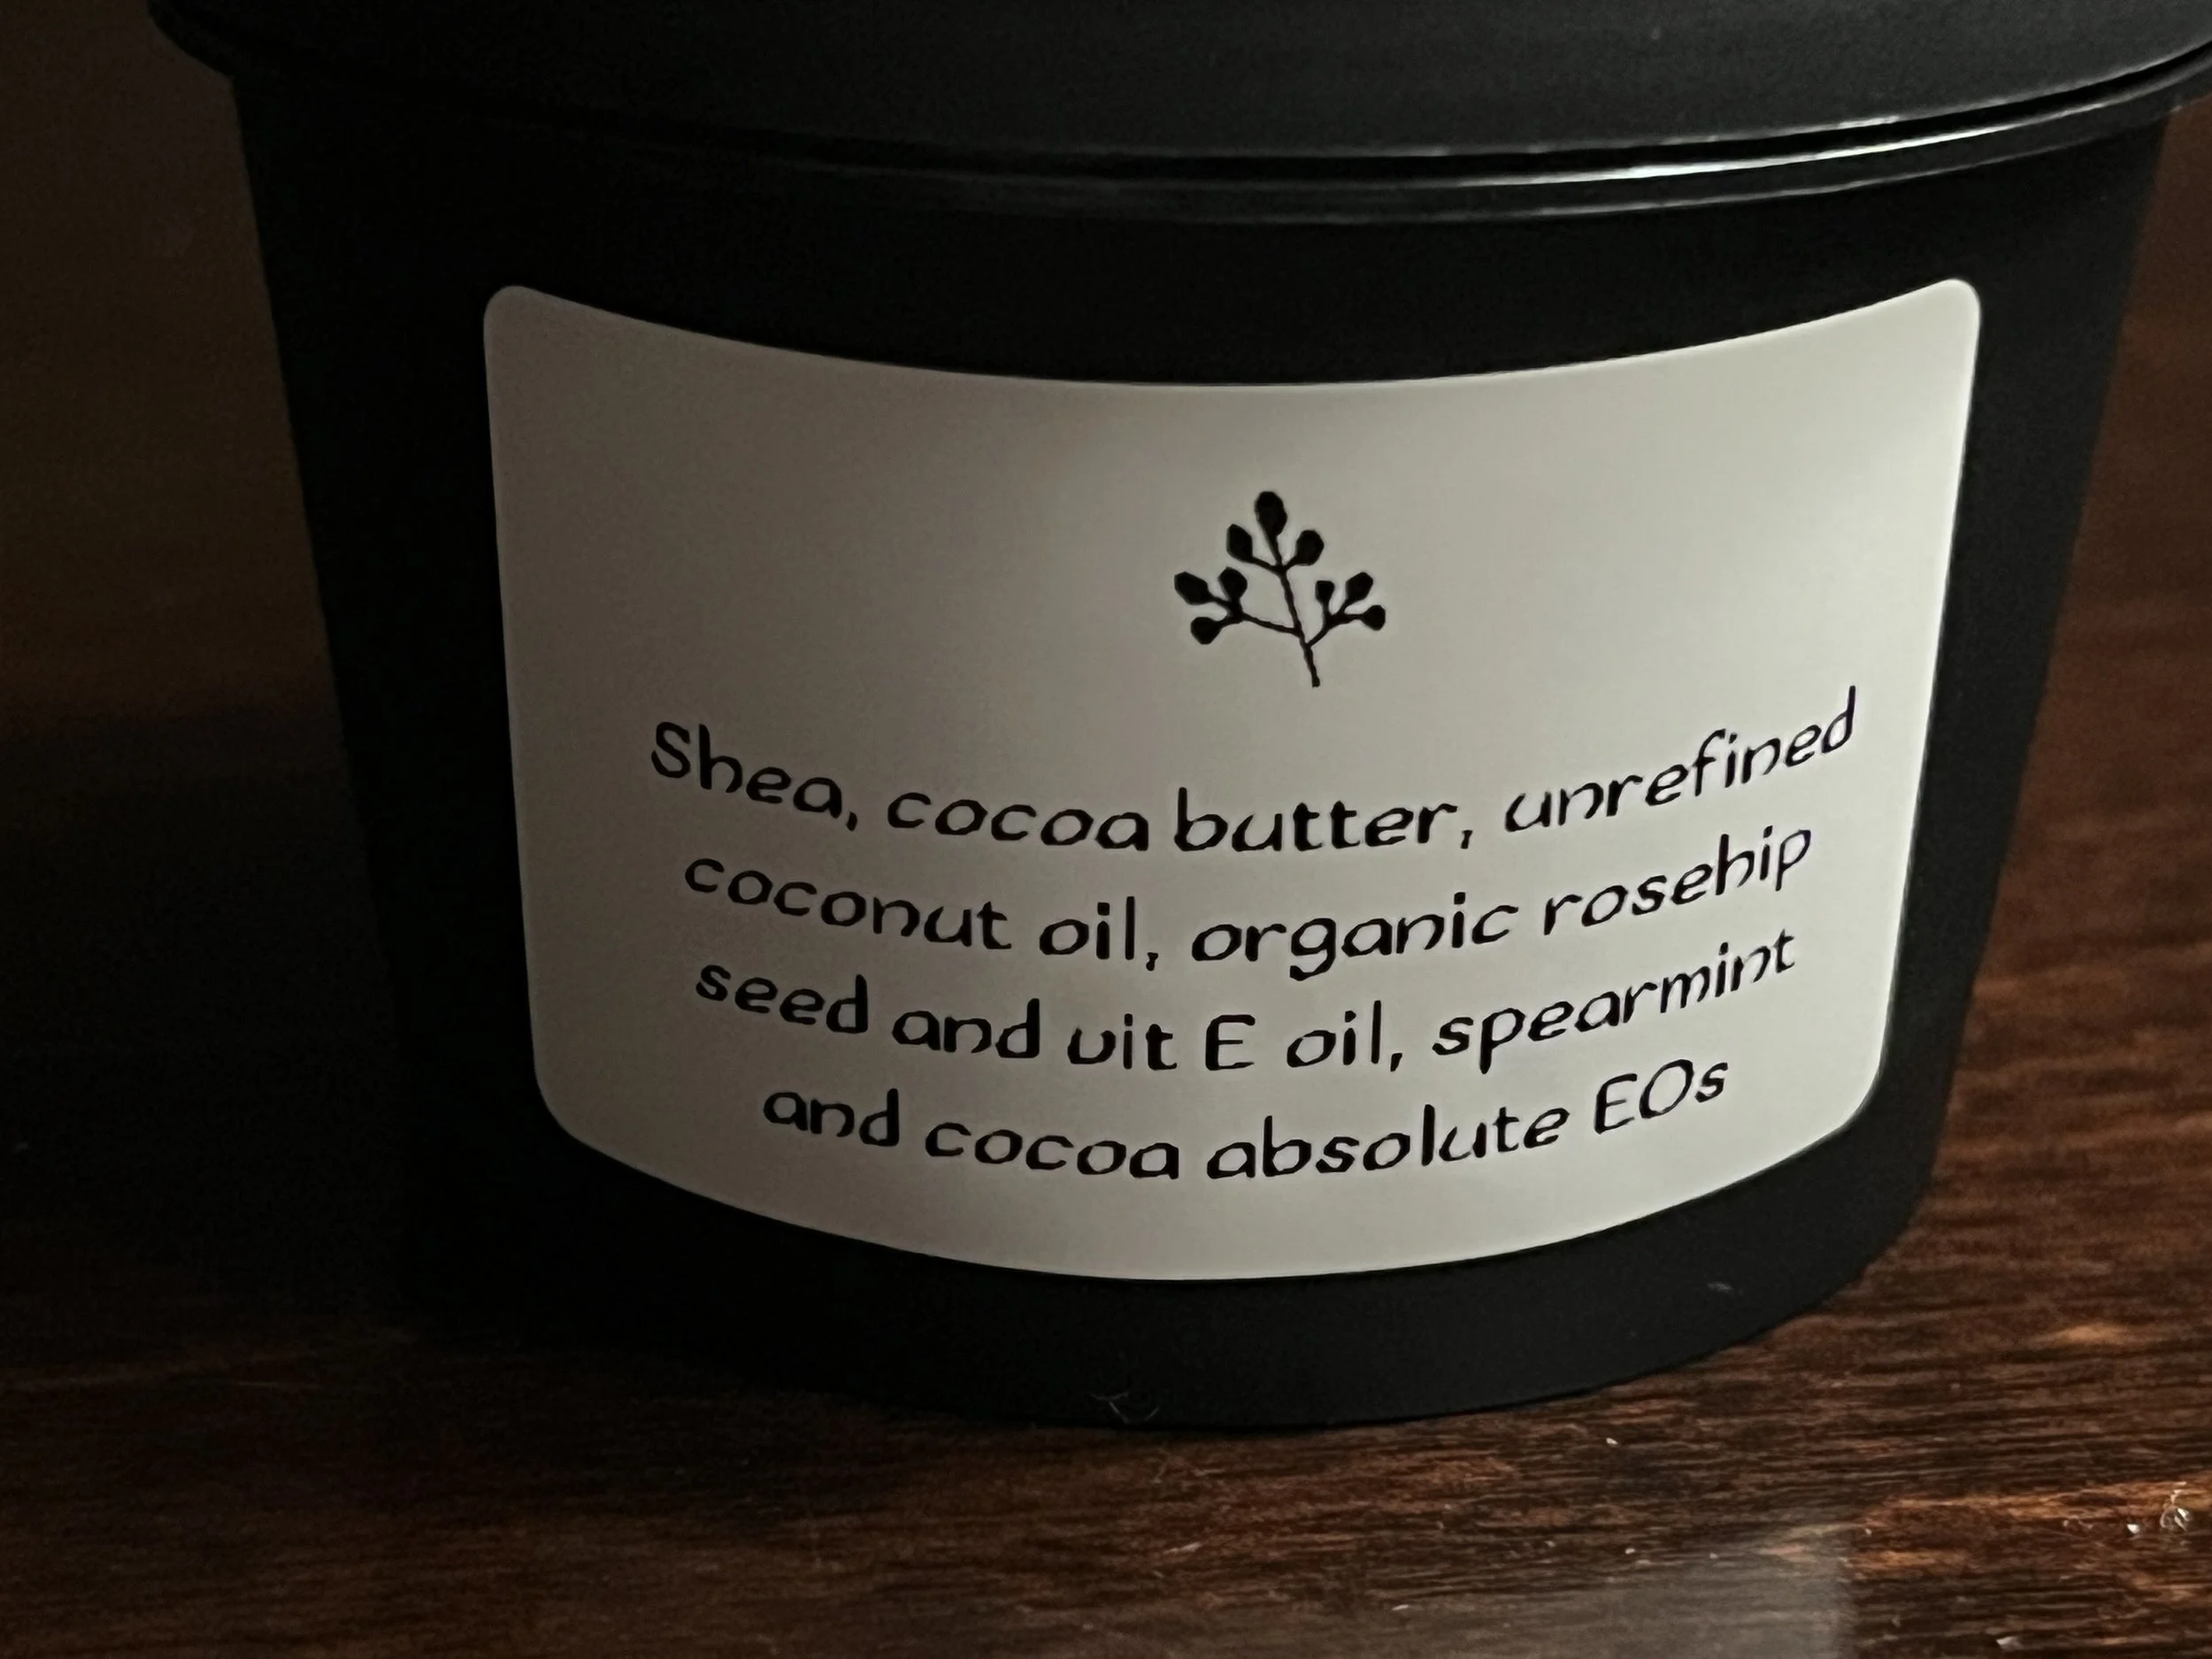 Shea, cocoa butter, unrefined
coconut oil, organic rosehip
seed and vit E oil, spearmint
and cocoa absolute EOs